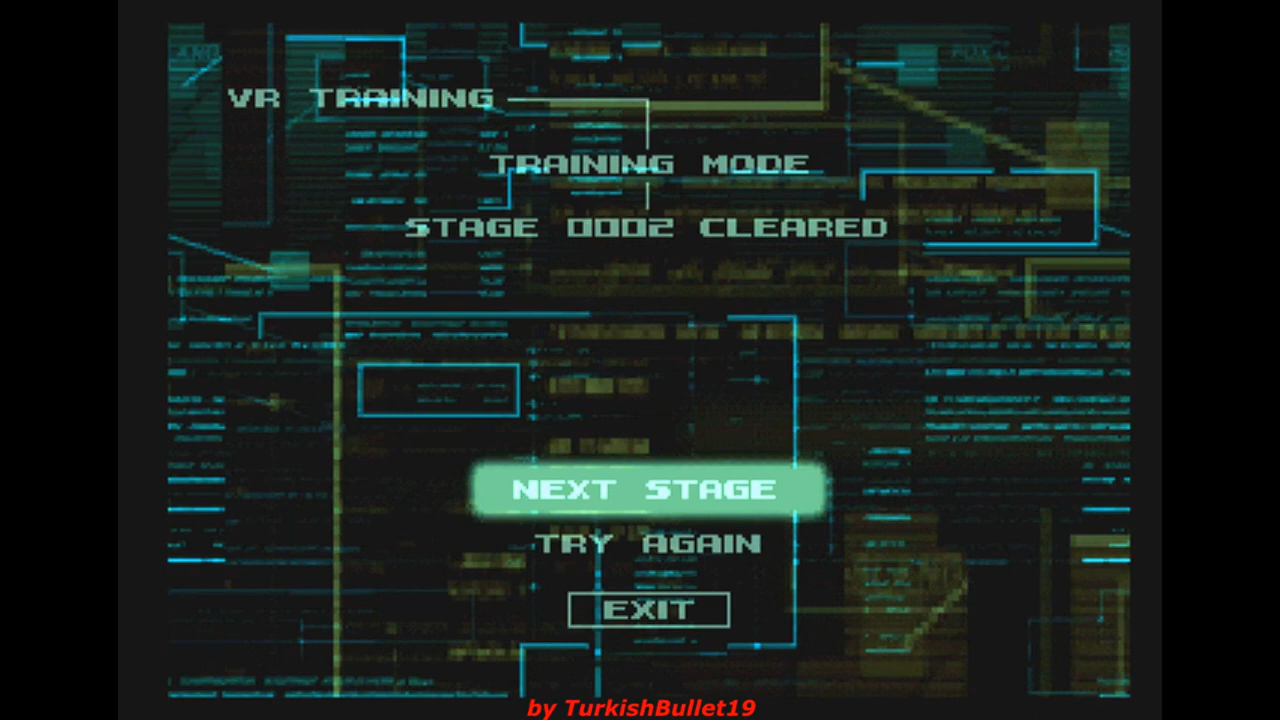 VR TRAINING
TRAINING MODE
STAGE 0002 CLEARED
NEXT STAGE
TRY AGAIN
EXIT
by TurkishBullet19